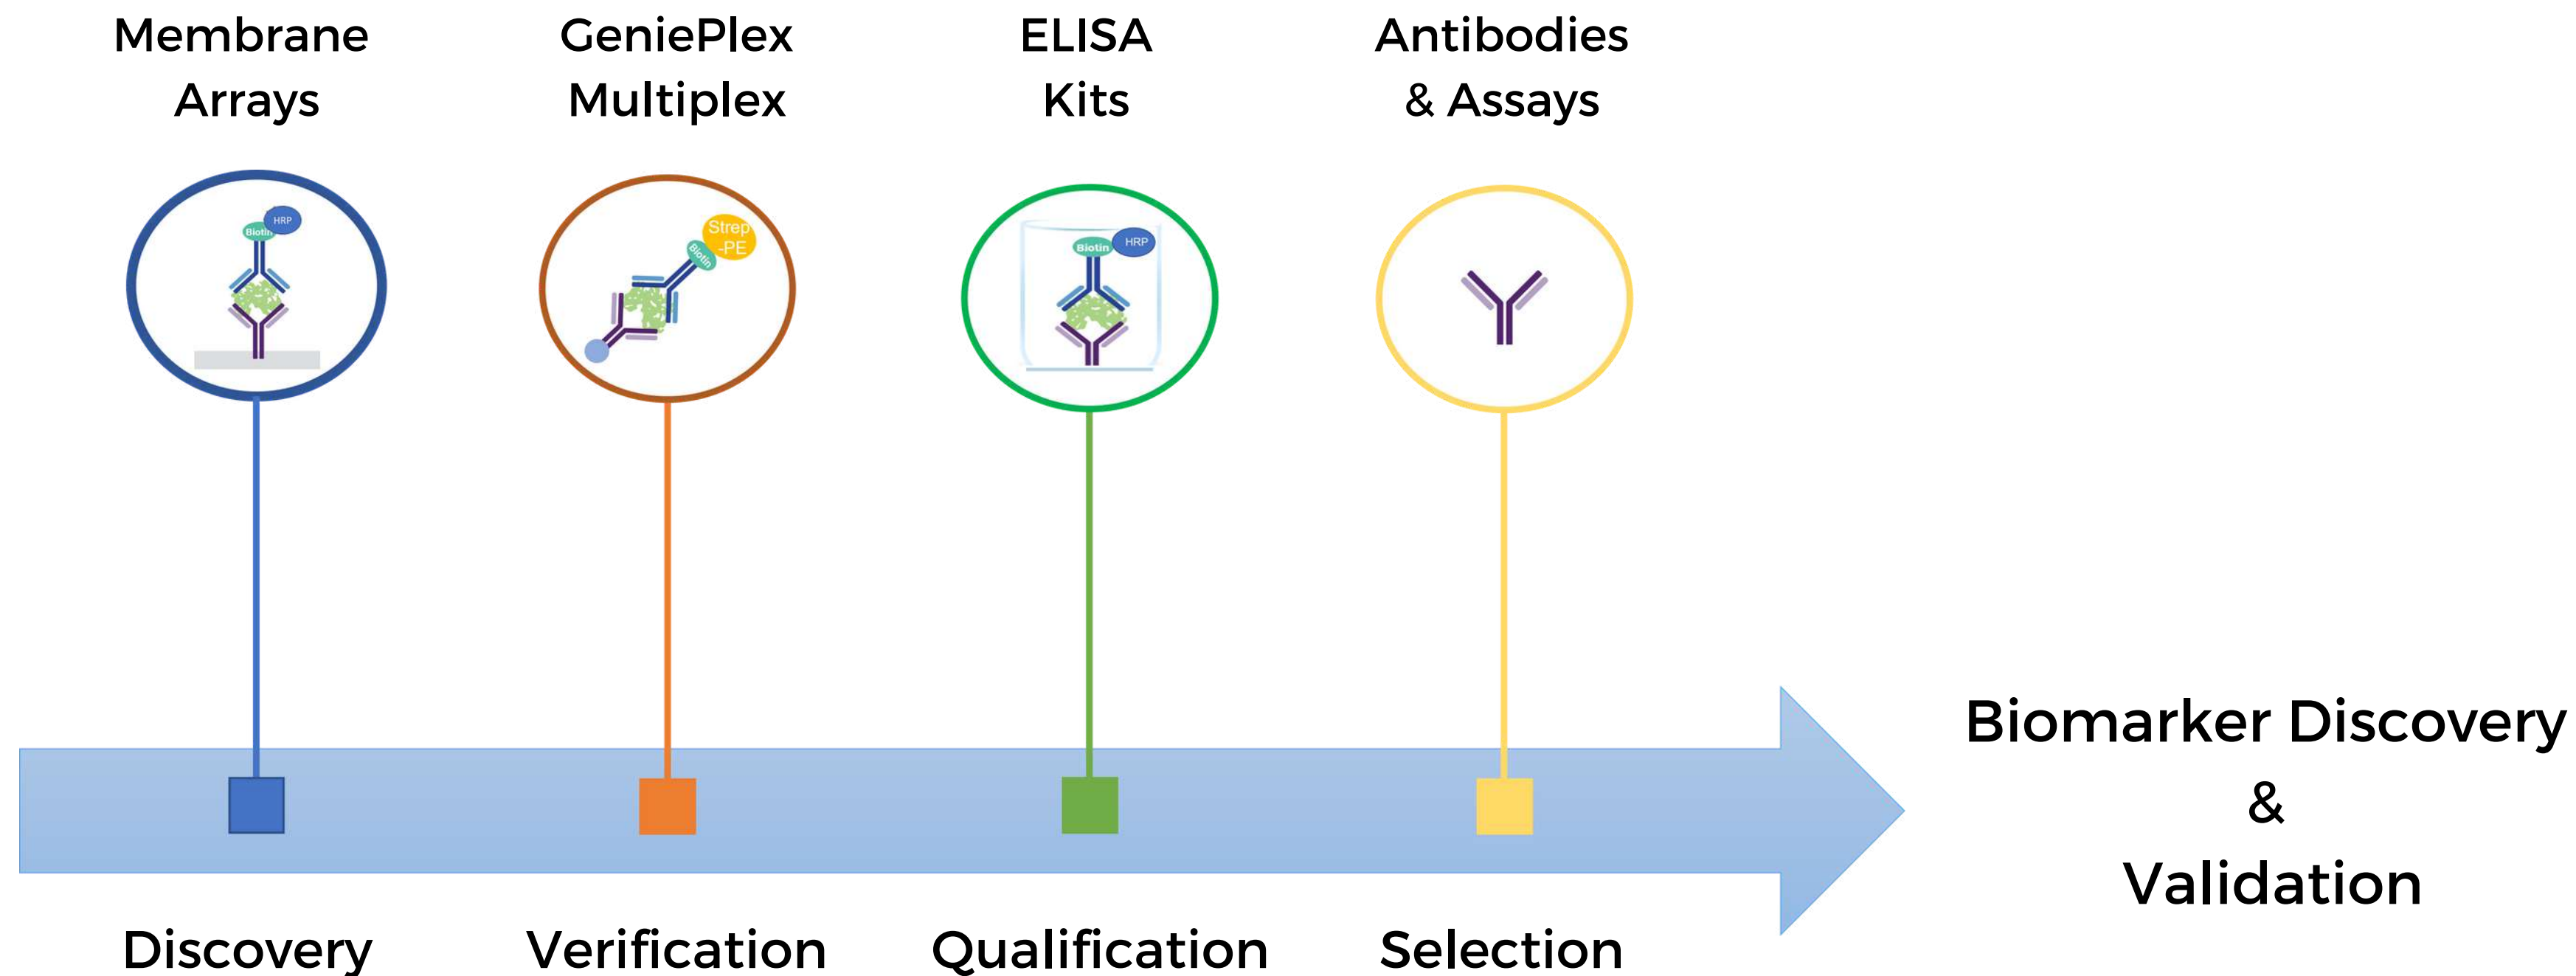 Membrane
Arrays
GeniePlex
Multiplex
ELISA
Kits
Antibodies
& Assays
HRP
Biotin
Strep
-PE
Biotin
HRP
Biotin
Biomarker Discovery
&
Validation
Discovery
Verification
Qualification
Selection